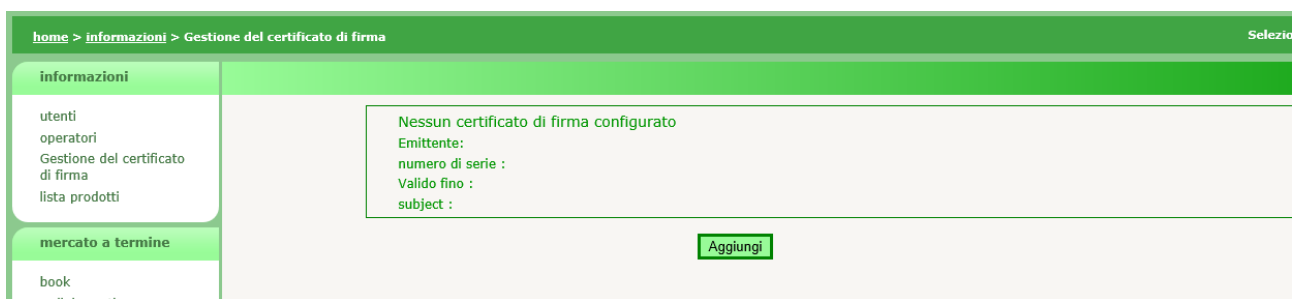 home > informazioni > Gestione del certificato di firma
informazioni
utenti
operatori
Gestione del certificato
di firma
lista prodotti
mercato a termine
book
Nessun certificato di firma configurato
Emittente:
numero di serie :
Valido fino :
subject :
Aggiungi